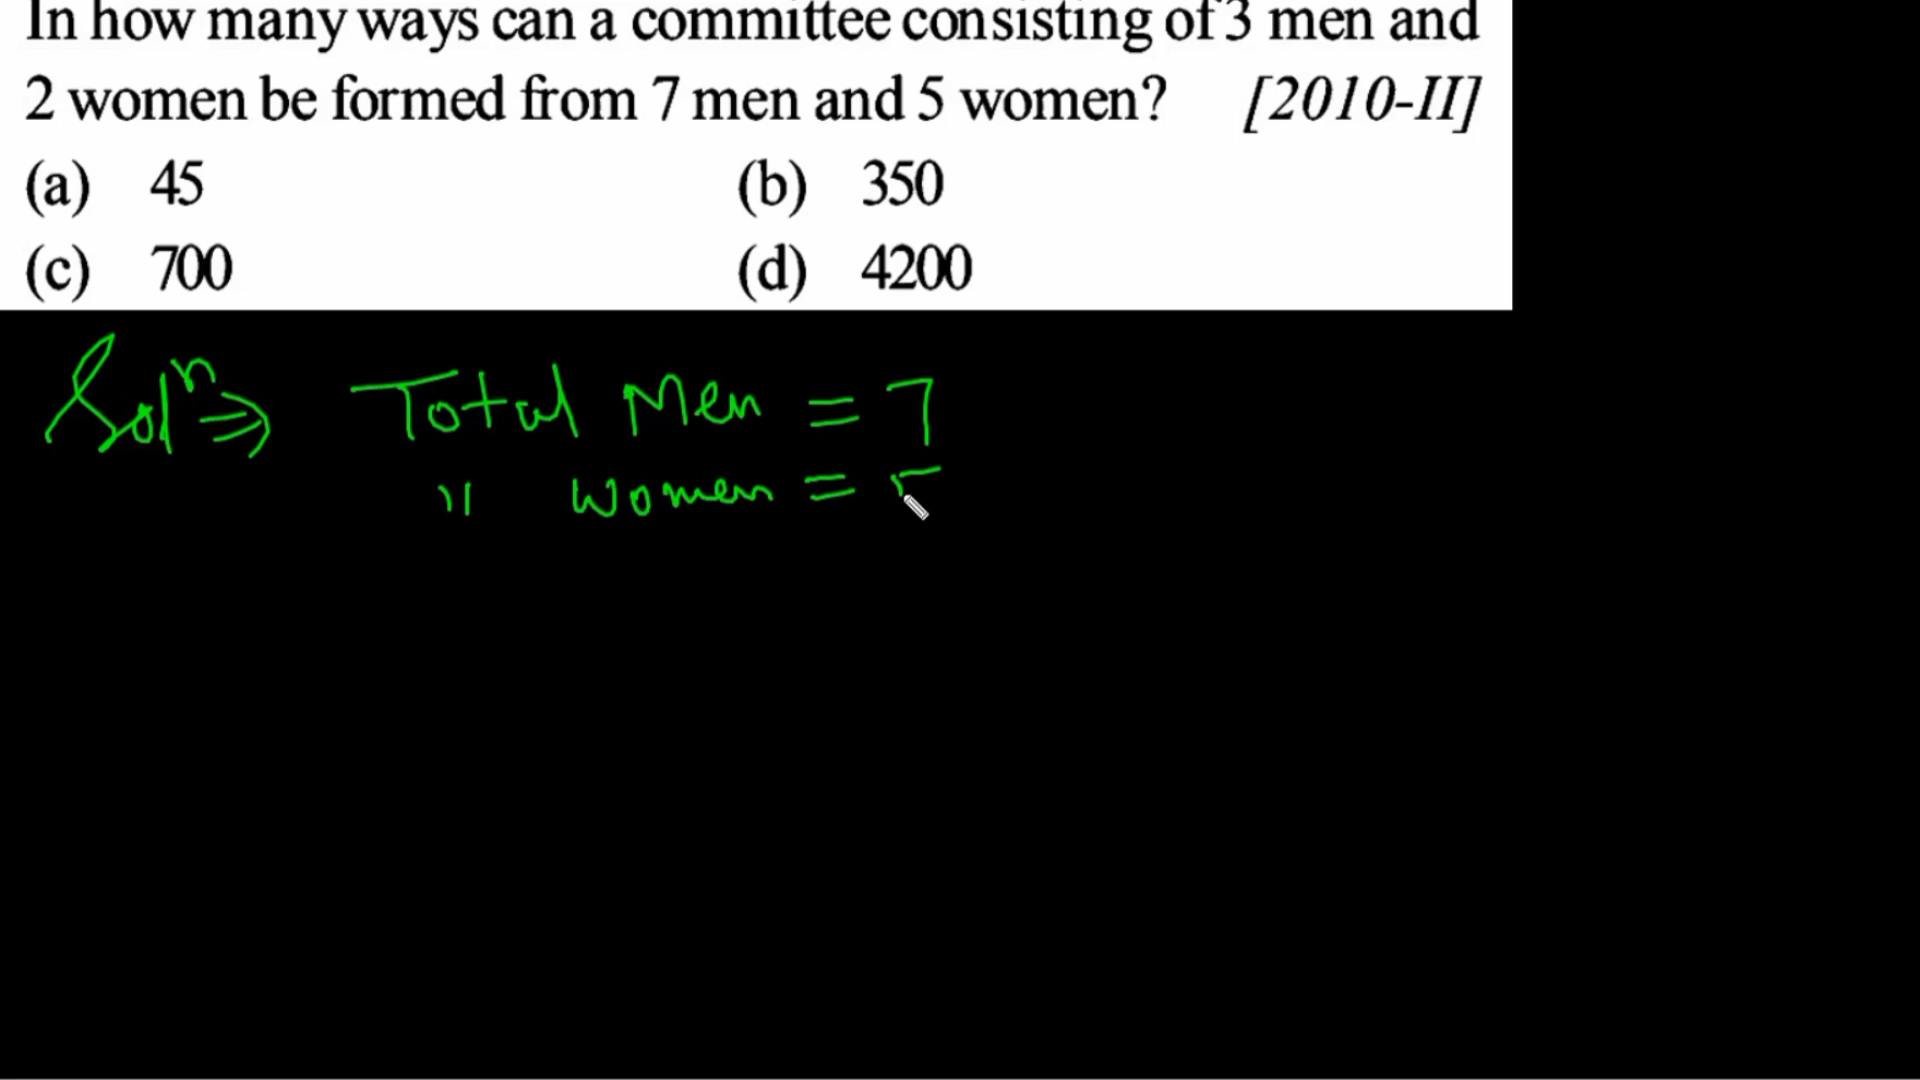 In how many ways can a committee consisting of 3 men and
2 women be formed from 7 men and 5 women? [2010-II]
(a) 45 (b) 350
(c) 700 (d) 4200
Solⁿ ⇒ Total Men = 7
" women = 5